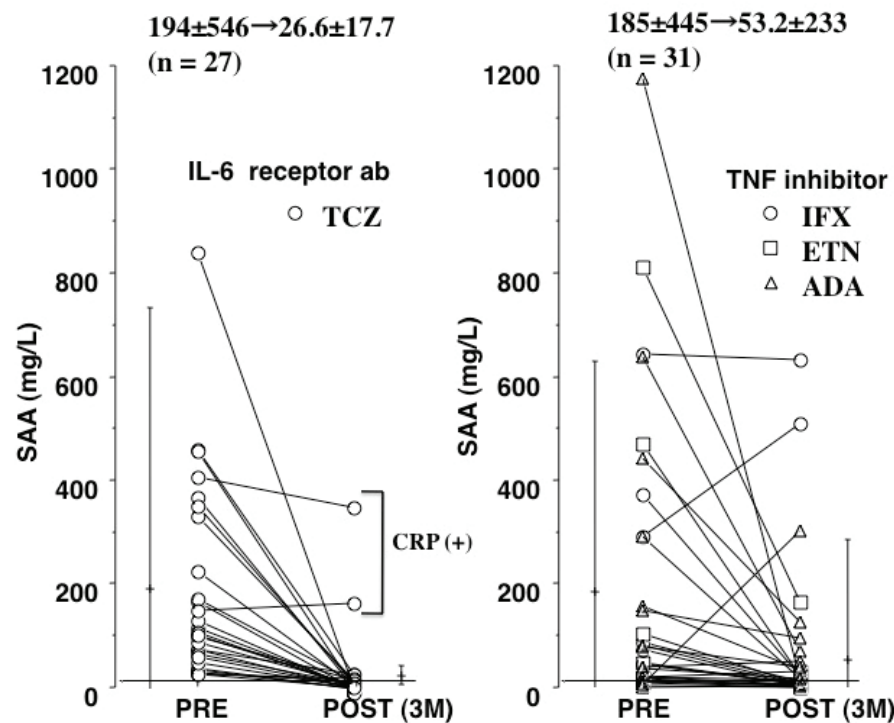 194±546→26.6±17.7
(n = 27)
1200
1000
800
600
400
200
0
SAA (mg/L)
IL-6 receptor ab
TCZ
CRP (+)
PRE
POST (3M)
185±445→53.2±233
(n = 31)
1200
1000
800
600
400
200
0
SAA (mg/L)
TNF inhibitor
IFX
ETN
ADA
PRE
POST (3M)